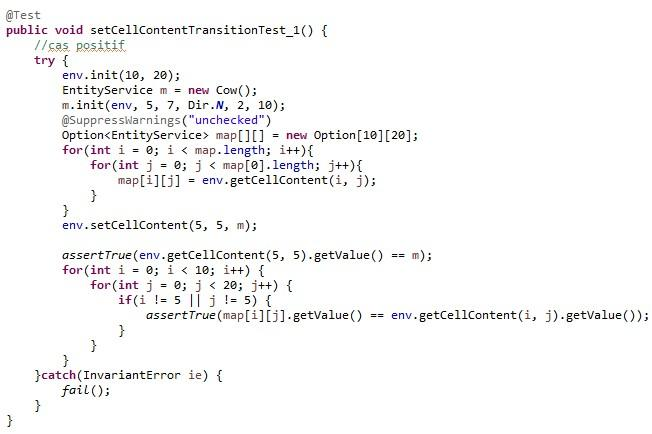 @Test
public void setCellContentTransitionTest_1() {
    //cas positif
    try {
        env.init(10, 20);
        EntityService m = new Cow();
        m.init(env, 5, 7, Dir.N, 2, 10);
        @SuppressWarnings("unchecked")
        Option<EntityService> map[][] = new Option[10][20];
        for(int i = 0; i < map.length; i++){
            for(int j = 0; j < map[0].length; j++){
                map[i][j] = env.getCellContent(i, j);
            }
        }
        env.setCellContent(5, 5, m);

        assertTrue(env.getCellContent(5, 5).getValue() == m);
        for(int i = 0; i < 10; i++) {
            for(int j = 0; j < 20; j++) {
                if(i != 5 || j != 5) {
                    assertTrue(map[i][j].getValue() == env.getCellContent(i, j).getValue());
                }
            }
        }
    }catch(InvariantError ie) {
        fail();
    }
}